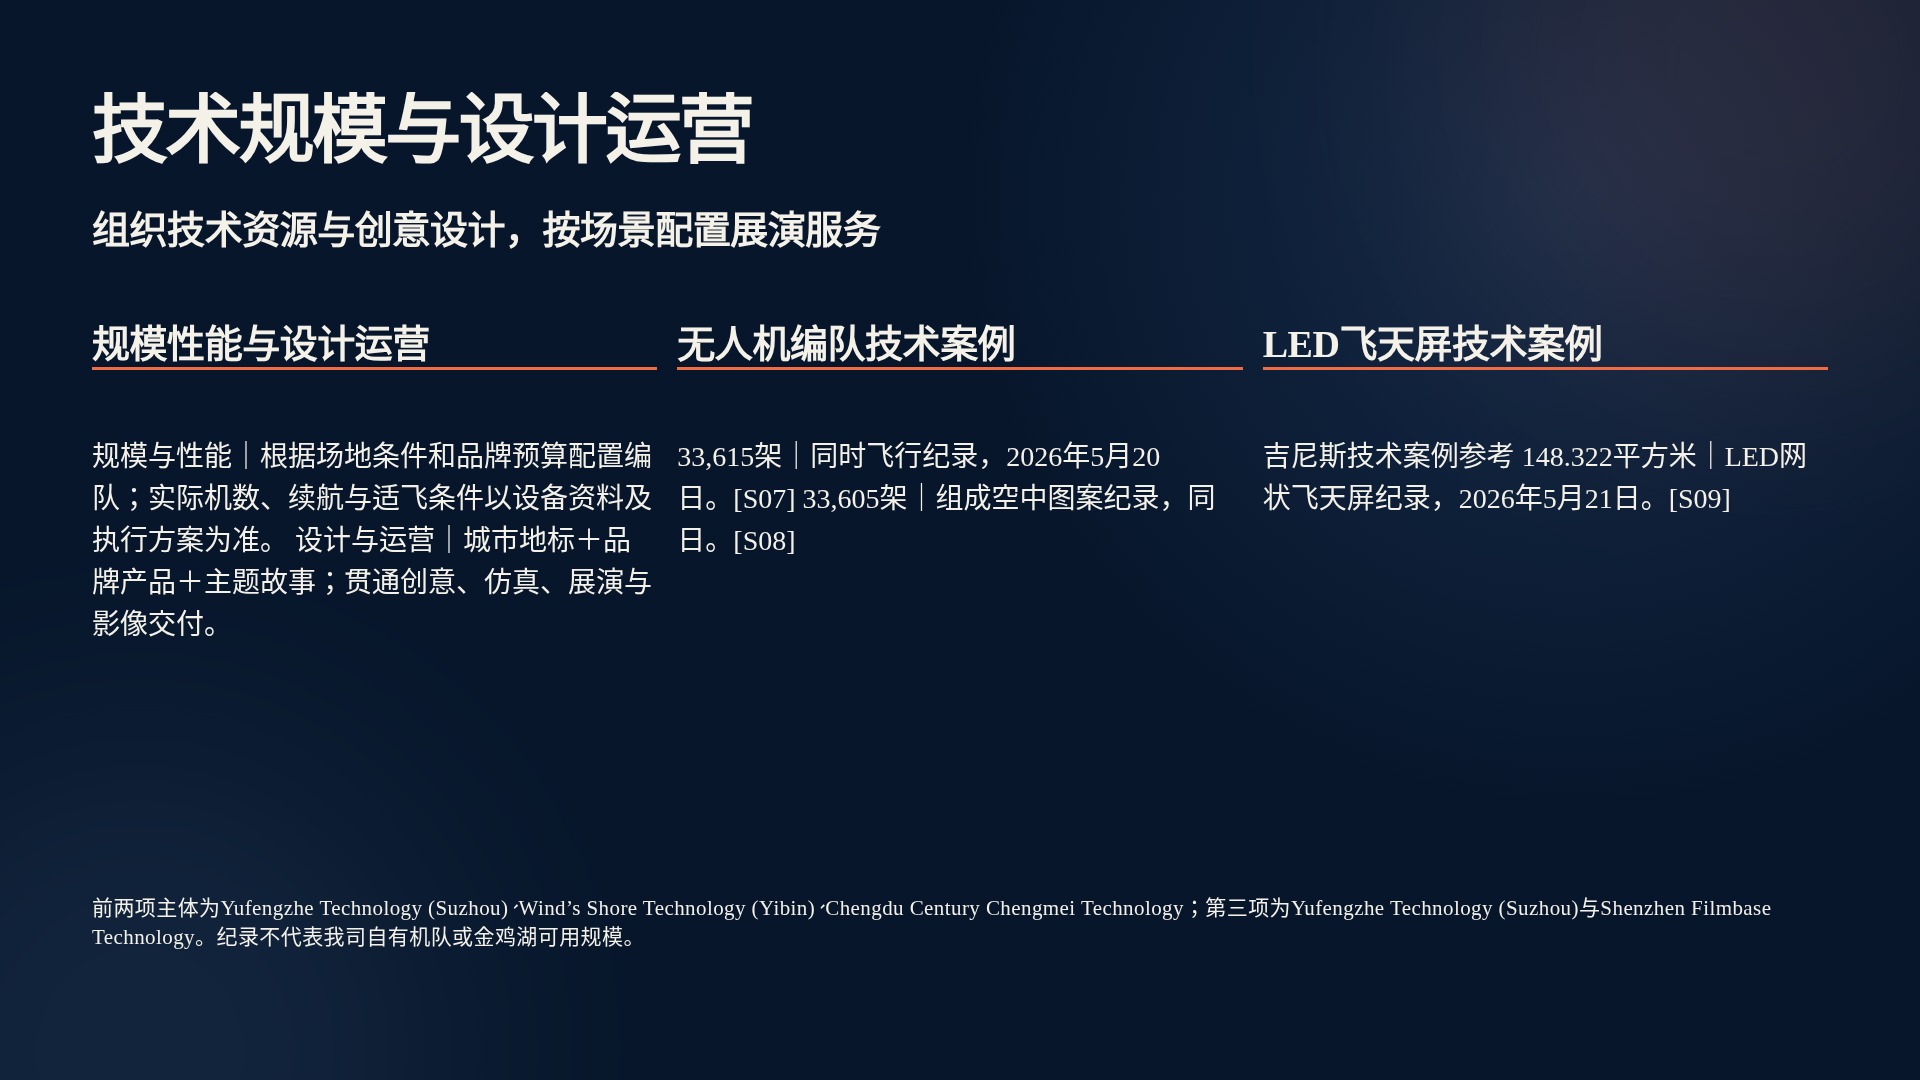 技术规模与设计运营
组织技术资源与创意设计，按场景配置展演服务
规模性能与设计运营
规模与性能｜根据场地条件和品牌预算配置编
队；实际机数、续航与适飞条件以设备资料及
执行方案为准。 设计与运营｜城市地标＋品
牌产品＋主题故事；贯通创意、仿真、展演与
影像交付。
无人机编队技术案例
33,615架｜同时飞行纪录，2026年5月20
日。[S07] 33,605架｜组成空中图案纪录，同
日。[S08]
LED飞天屏技术案例
吉尼斯技术案例参考 148.322平方米｜LED网
状飞天屏纪录，2026年5月21日。[S09]
前两项主体为Yufengzhe Technology (Suzhou)、Wind’s Shore Technology (Yibin)、Chengdu Century Chengmei Technology；第三项为Yufengzhe Technology (Suzhou)与Shenzhen Filmbase
Technology。纪录不代表我司自有机队或金鸡湖可用规模。